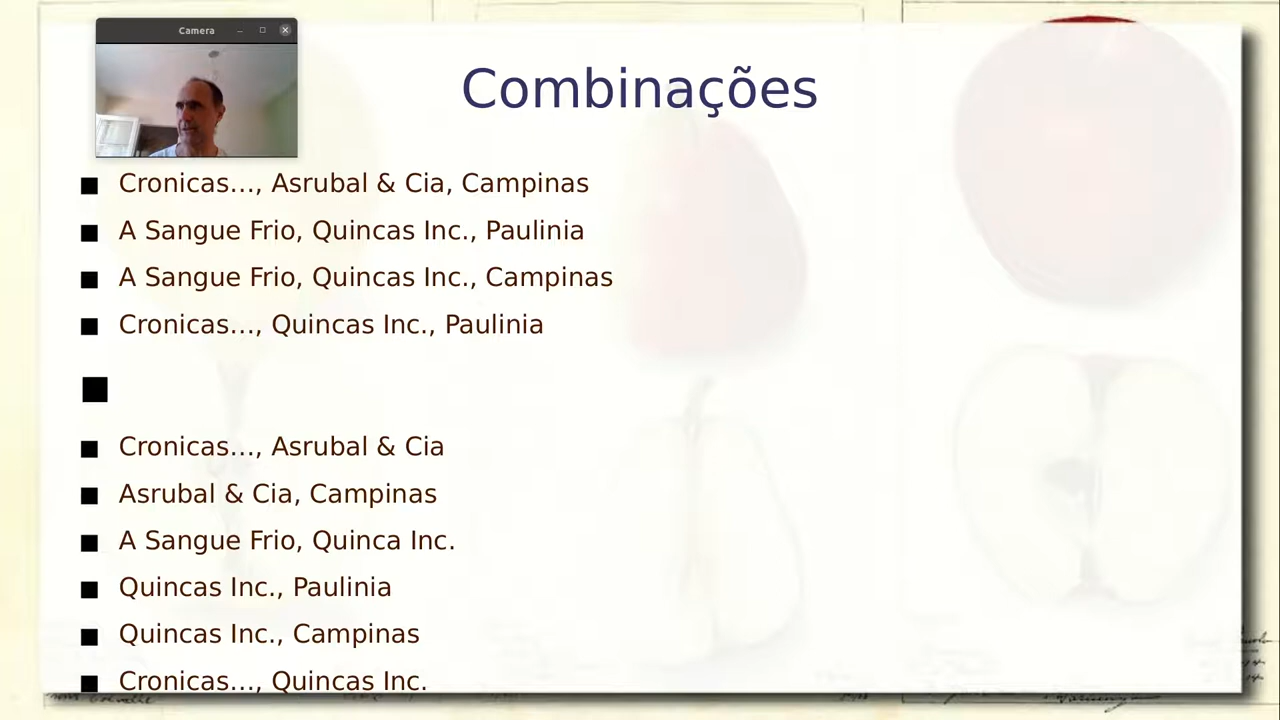 Camera
Combinações
Cronicas..., Asrubal & Cia, Campinas
A Sangue Frio, Quincas Inc., Paulinia
A Sangue Frio, Quincas Inc., Campinas
Cronicas..., Quincas Inc., Paulinia
Cronicas..., Asrubal & Cia
Asrubal & Cia, Campinas
A Sangue Frio, Quinca Inc.
Quincas Inc., Paulinia
Quincas Inc., Campinas
Cronicas..., Quincas Inc.